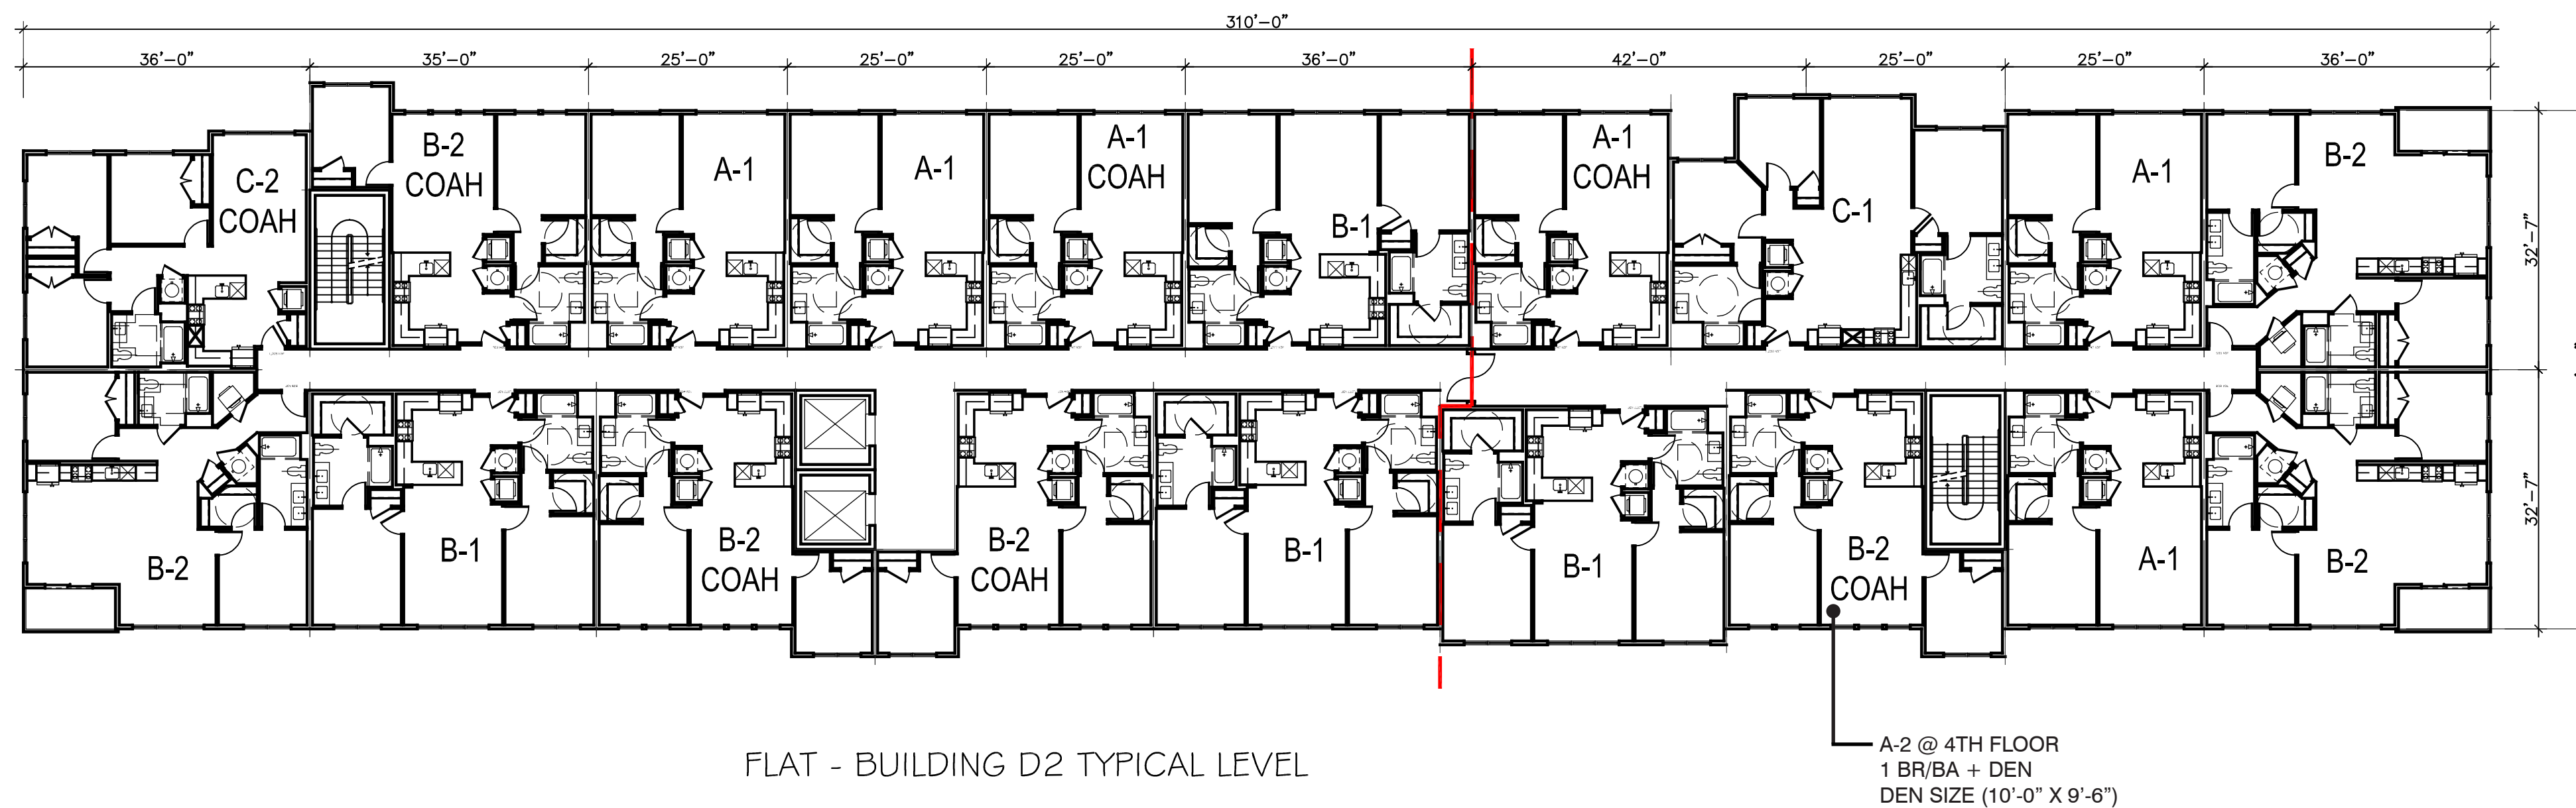 310'-0"
36'-0" 35'-0" 25'-0" 25'-0" 25'-0" 36'-0" 42'-0" 25'-0" 25'-0" 36'-0"
C-2
COAH
B-2
COAH
A-1
A-1
A-1
COAH
B-1
A-1
COAH
C-1
A-1
B-2
32'-7"
32'-7"
B-2
B-1
B-2
COAH
B-2
COAH
B-1
B-1
B-2
COAH
A-1
B-2
FLAT - BUILDING D2 TYPICAL LEVEL
A-2 @ 4TH FLOOR
1 BR/BA + DEN
DEN SIZE (10'-0" X 9'-6")